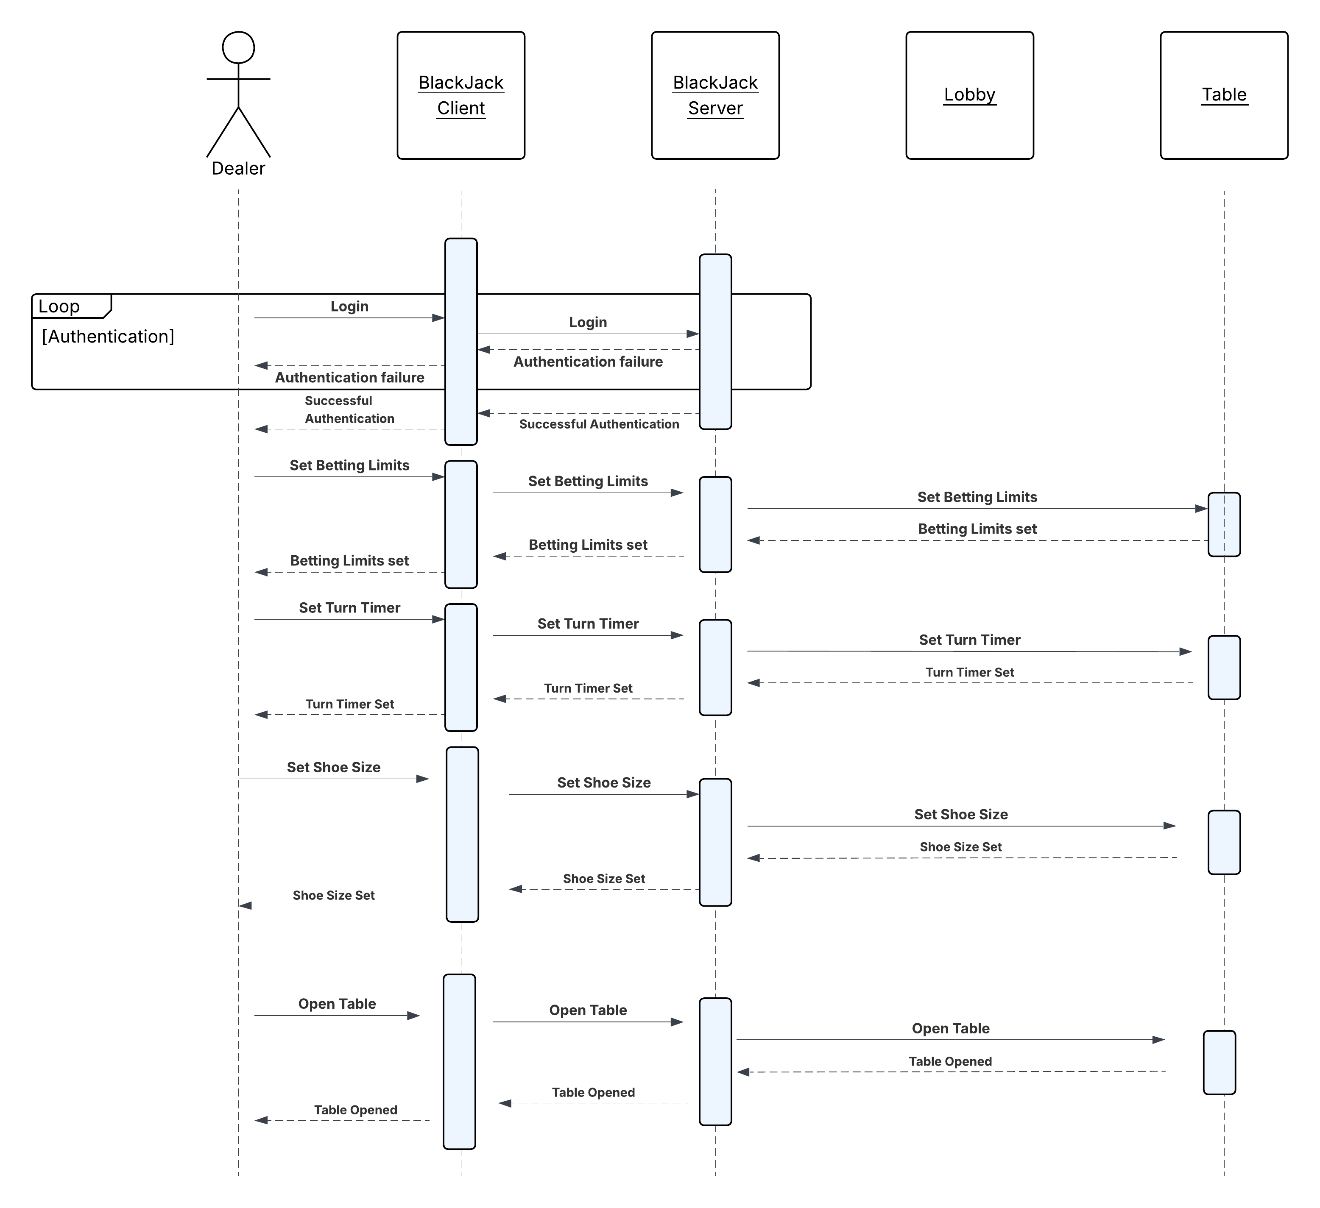 BlackJack
Client
BlackJack
Server
Lobby
Table
Dealer
Loop
[Authentication]
Login
Login
Authentication failure
Authentication failure
Successful
Authentication
Successful Authentication
Set Betting Limits
Set Betting Limits
Set Betting Limits
Betting Limits set
Betting Limits set
Betting Limits set
Set Turn Timer
Set Turn Timer
Set Turn Timer
Turn Timer Set
Turn Timer Set
Turn Timer Set
Set Shoe Size
Set Shoe Size
Set Shoe Size
Shoe Size Set
Shoe Size Set
Shoe Size Set
Open Table
Open Table
Open Table
Table Opened
Table Opened
Table Opened